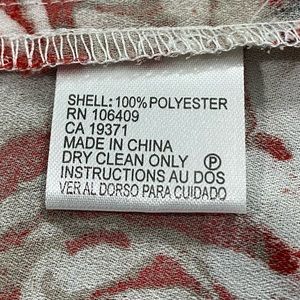 SHELL: 100% POLYESTER
RN 106409
CA 19371
MADE IN CHINA
DRY CLEAN ONLY Ⓟ
INSTRUCTIONS AU DOS
VER AL DORSO PARA CUIDADO